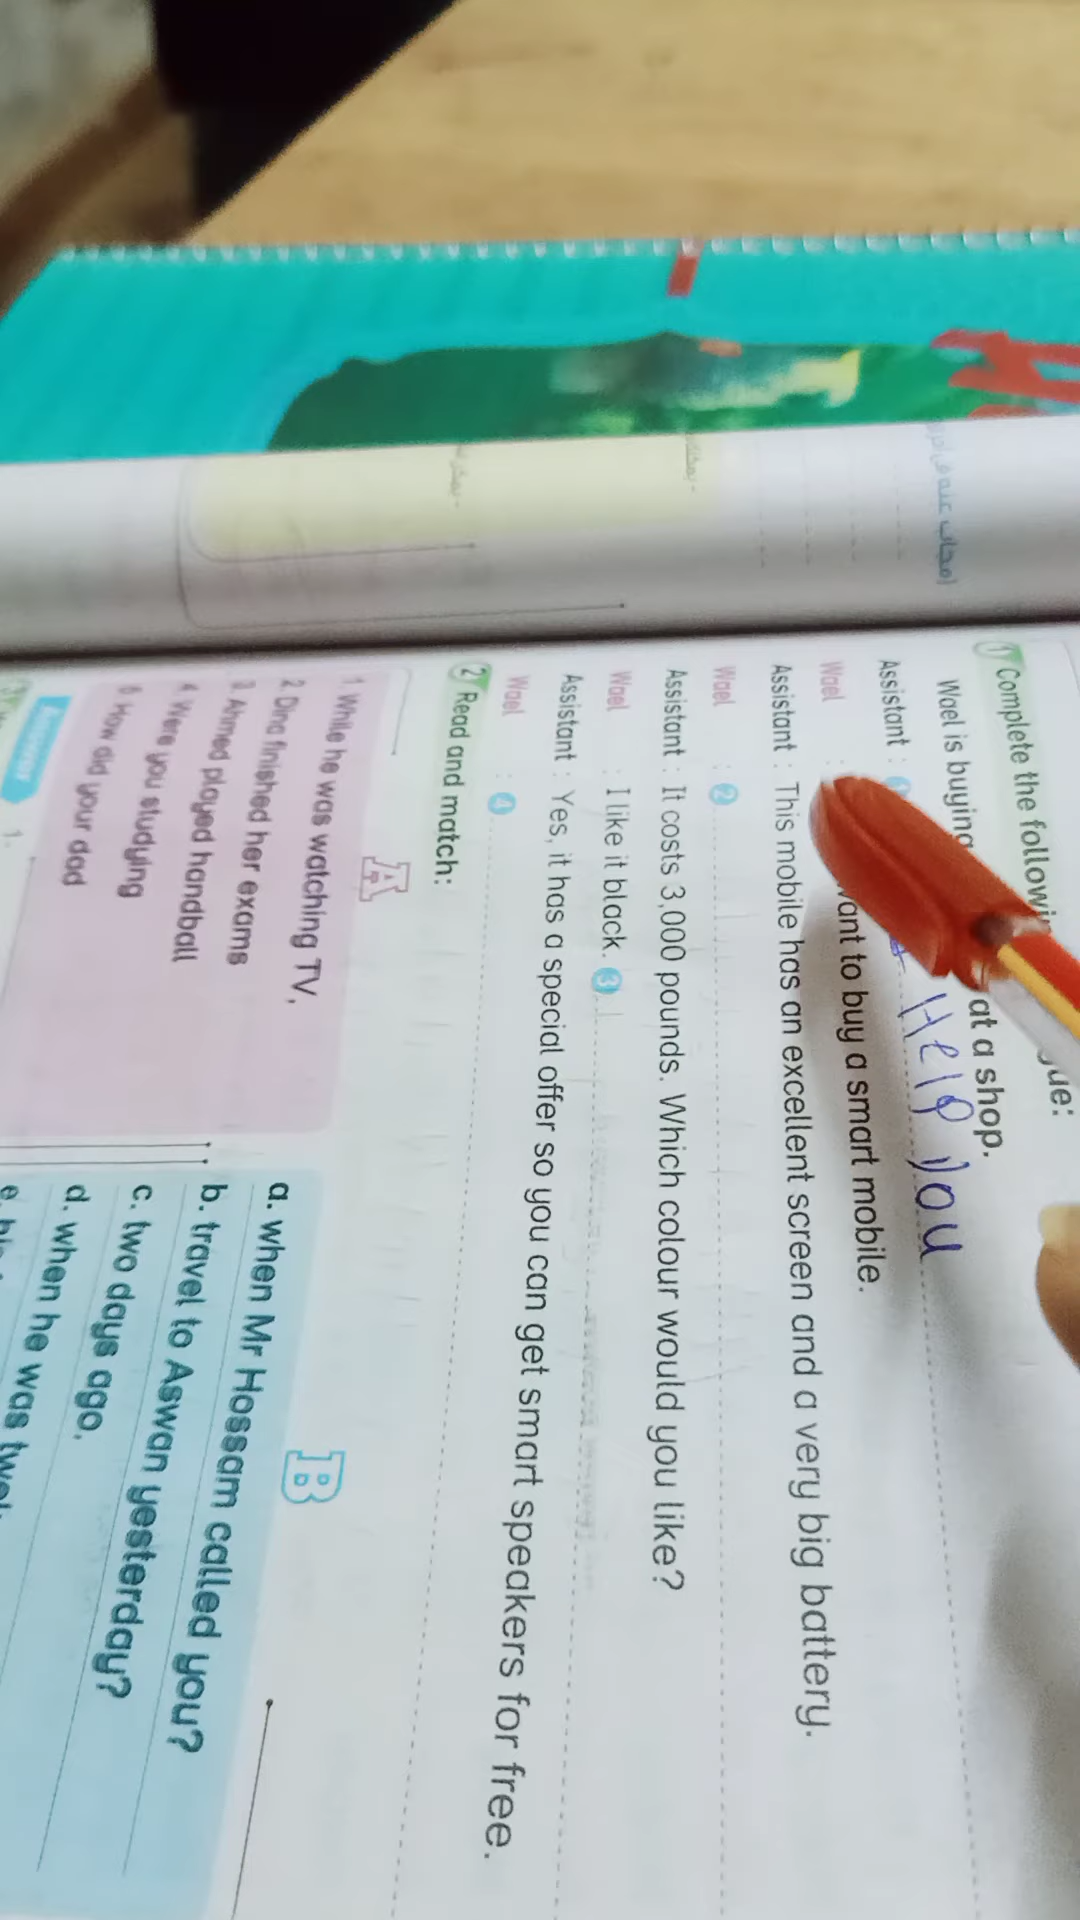 1 Complete the
Wael is buying at a shop.
Assistant : Help you
Wael : want to buy a smart mobile.
Assistant : This mobile has an excellent screen and a very big battery.
Wael : 2
Assistant : It costs 3,000 pounds. Which colour would you like?
Wael : I like it black. 3
Assistant : Yes, it has a special offer so you can get smart speakers for free.
Wael : 4
2 Read and match:
A
1. While he was watching TV,
2. Dina finished her exams
3. Ahmed played handball
4. Were you studying
5. How did your dad
B
a. when Mr Hossam called you?
b. travel to Aswan yesterday?
c. two days ago.
d. when he was
e.
Answer
1.